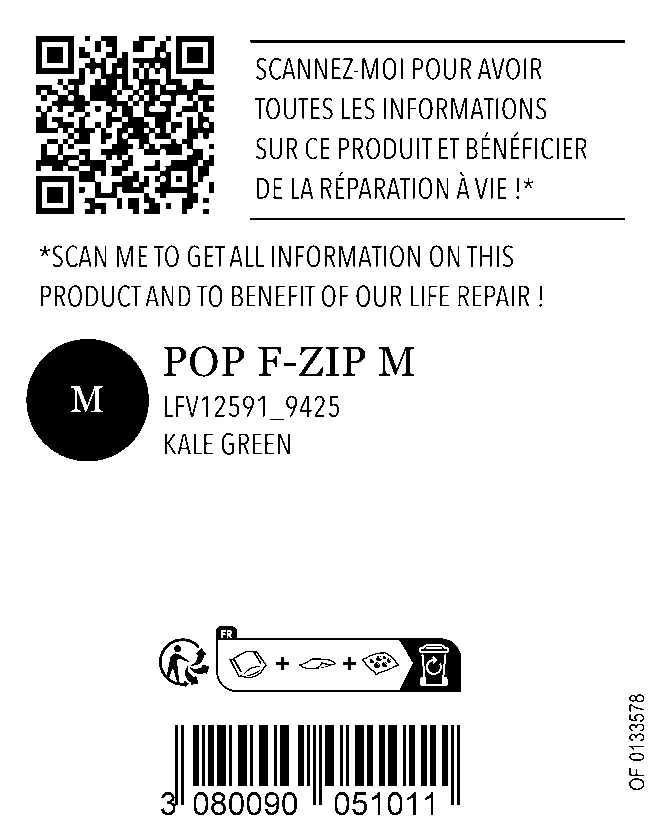 SCANNEZ-MOI POUR AVOIR
TOUTES LES INFORMATIONS
SUR CE PRODUIT ET BÉNÉFICIER
DE LA RÉPARATION À VIE !*
*SCAN ME TO GET ALL INFORMATION ON THIS
PRODUCT AND TO BENEFIT OF OUR LIFE REPAIR !
M
POP F-ZIP M
LFV12591_9425
KALE GREEN
FR
3 080090 051011
OF 0133578